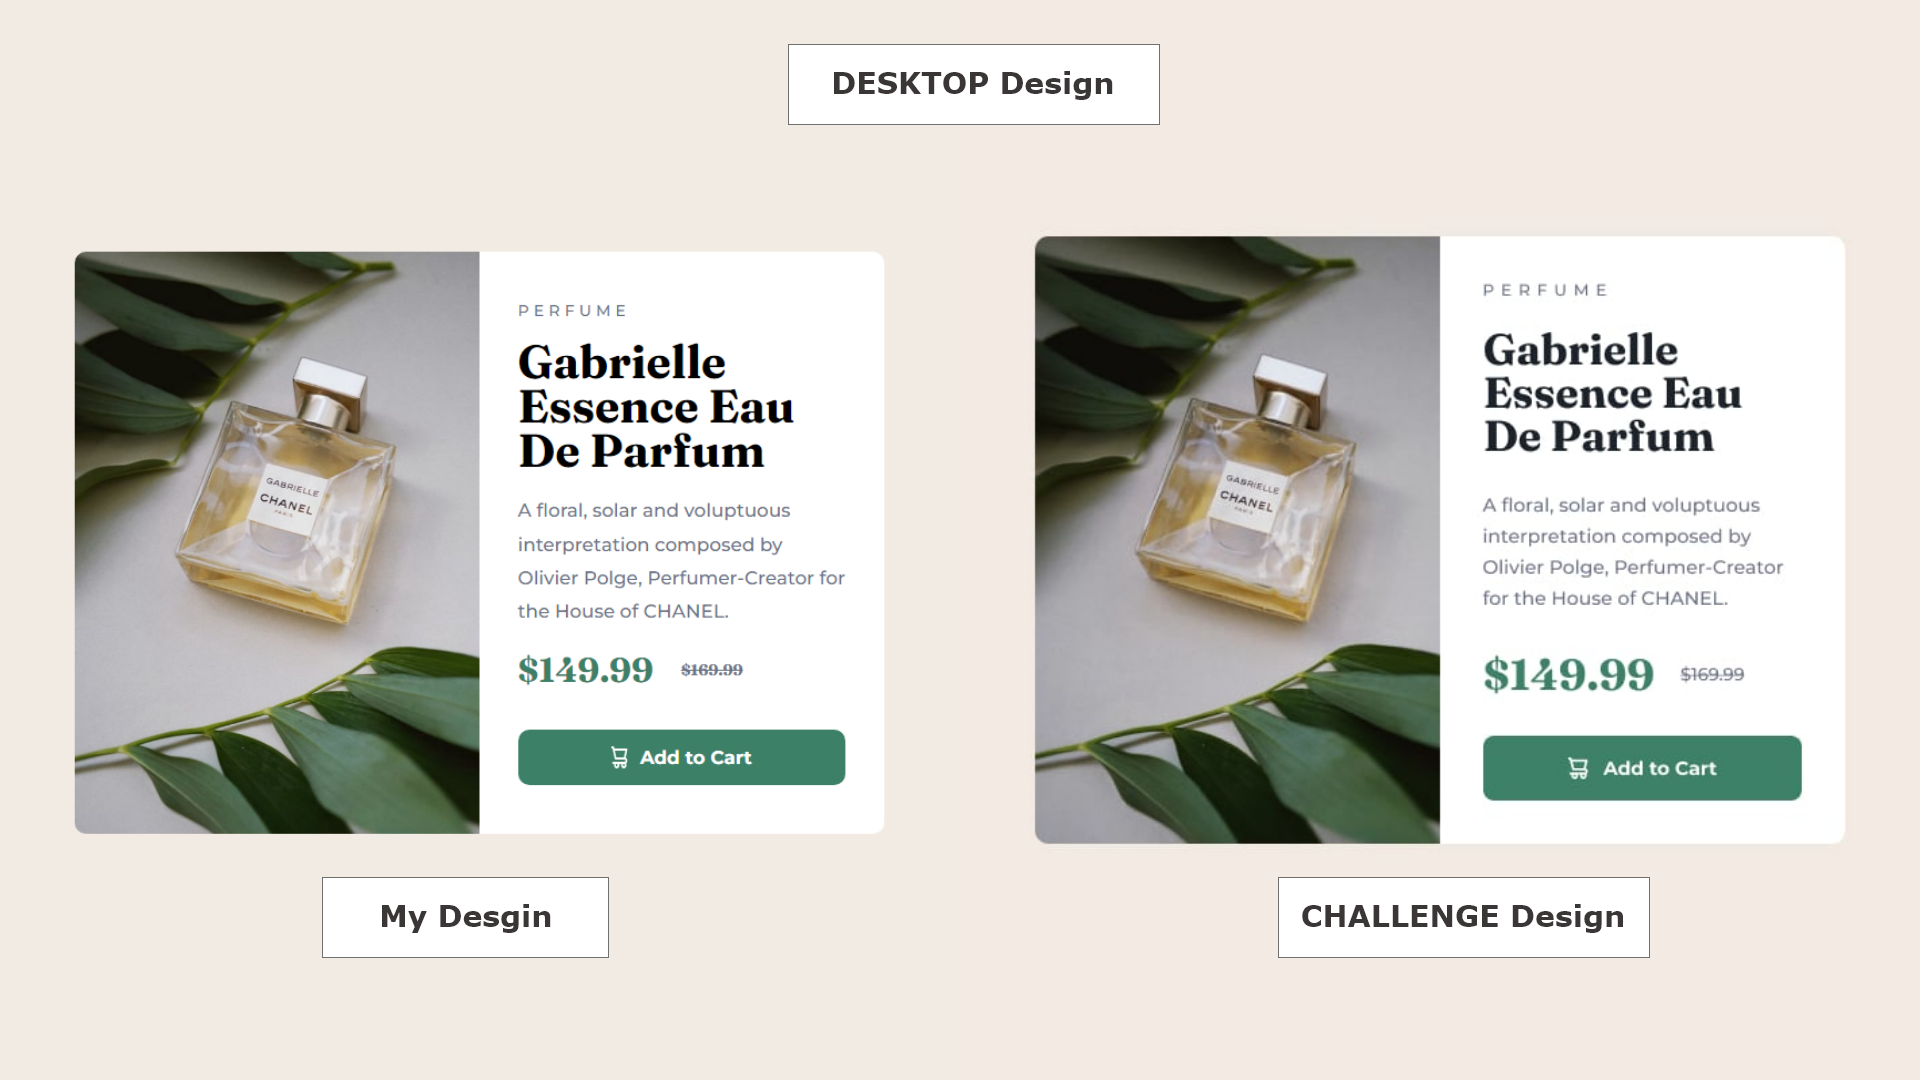 DESKTOP Design
PERFUME
Gabrielle
Essence Eau
De Parfum
A floral, solar and voluptuous
interpretation composed by
Olivier Polge, Perfumer-Creator for
the House of CHANEL.
$149.99 $169.99
Add to Cart
GABRIELLE
CHANEL
PARIS
My Desgin
PERFUME
Gabrielle
Essence Eau
De Parfum
A floral, solar and voluptuous
interpretation composed by
Olivier Polge, Perfumer-Creator
for the House of CHANEL.
$149.99 $169.99
Add to Cart
GABRIELLE
CHANEL
PARIS
CHALLENGE Design